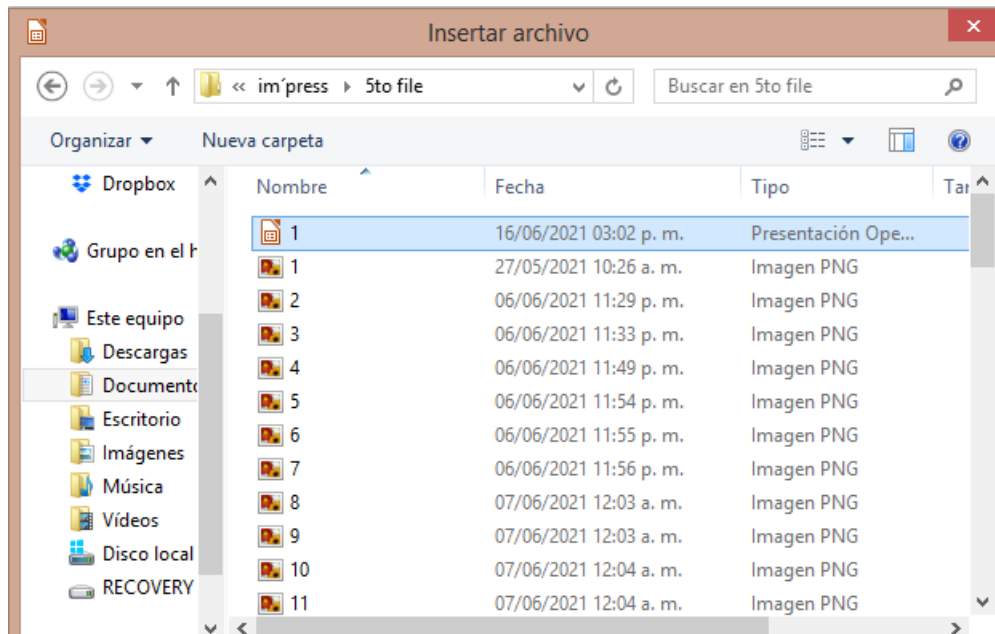 Insertar archivo
« im´press 5to file Buscar en 5to file
Organizar Nueva carpeta
Dropbox
Grupo en el h
Este equipo
Descargas
Documento
Escritorio
Imágenes
Música
Vídeos
Disco local
RECOVERY
Nombre Fecha Tipo Tar
1 16/06/2021 03:02 p. m. Presentación Ope...
1 27/05/2021 10:26 a. m. Imagen PNG
2 06/06/2021 11:29 p. m. Imagen PNG
3 06/06/2021 11:33 p. m. Imagen PNG
4 06/06/2021 11:49 p. m. Imagen PNG
5 06/06/2021 11:54 p. m. Imagen PNG
6 06/06/2021 11:55 p. m. Imagen PNG
7 06/06/2021 11:56 p. m. Imagen PNG
8 07/06/2021 12:03 a. m. Imagen PNG
9 07/06/2021 12:03 a. m. Imagen PNG
10 07/06/2021 12:04 a. m. Imagen PNG
11 07/06/2021 12:04 a. m. Imagen PNG